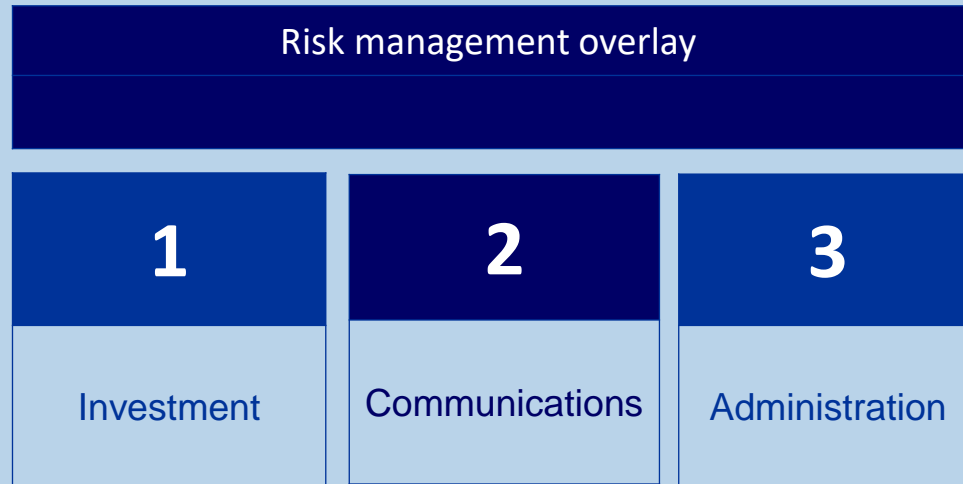 Risk management overlay
1
2
3
Investment
Communications
Administration